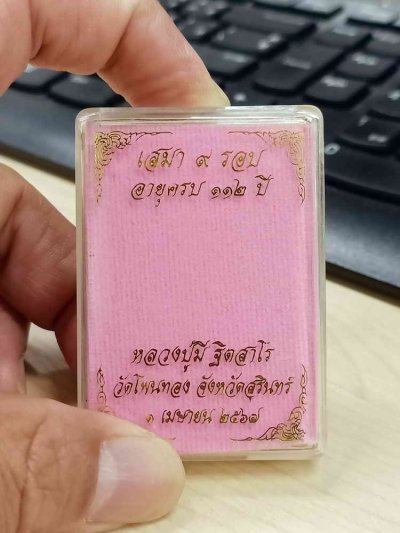 เสมา ๙ รอบ
อายุครบ ๑๑๒ ปี
หลวงปู่มี ฐิตสาโร
วัดโพนทอง จังหวัดสุรินทร์
๑ เมษายน ๒๕๖๗